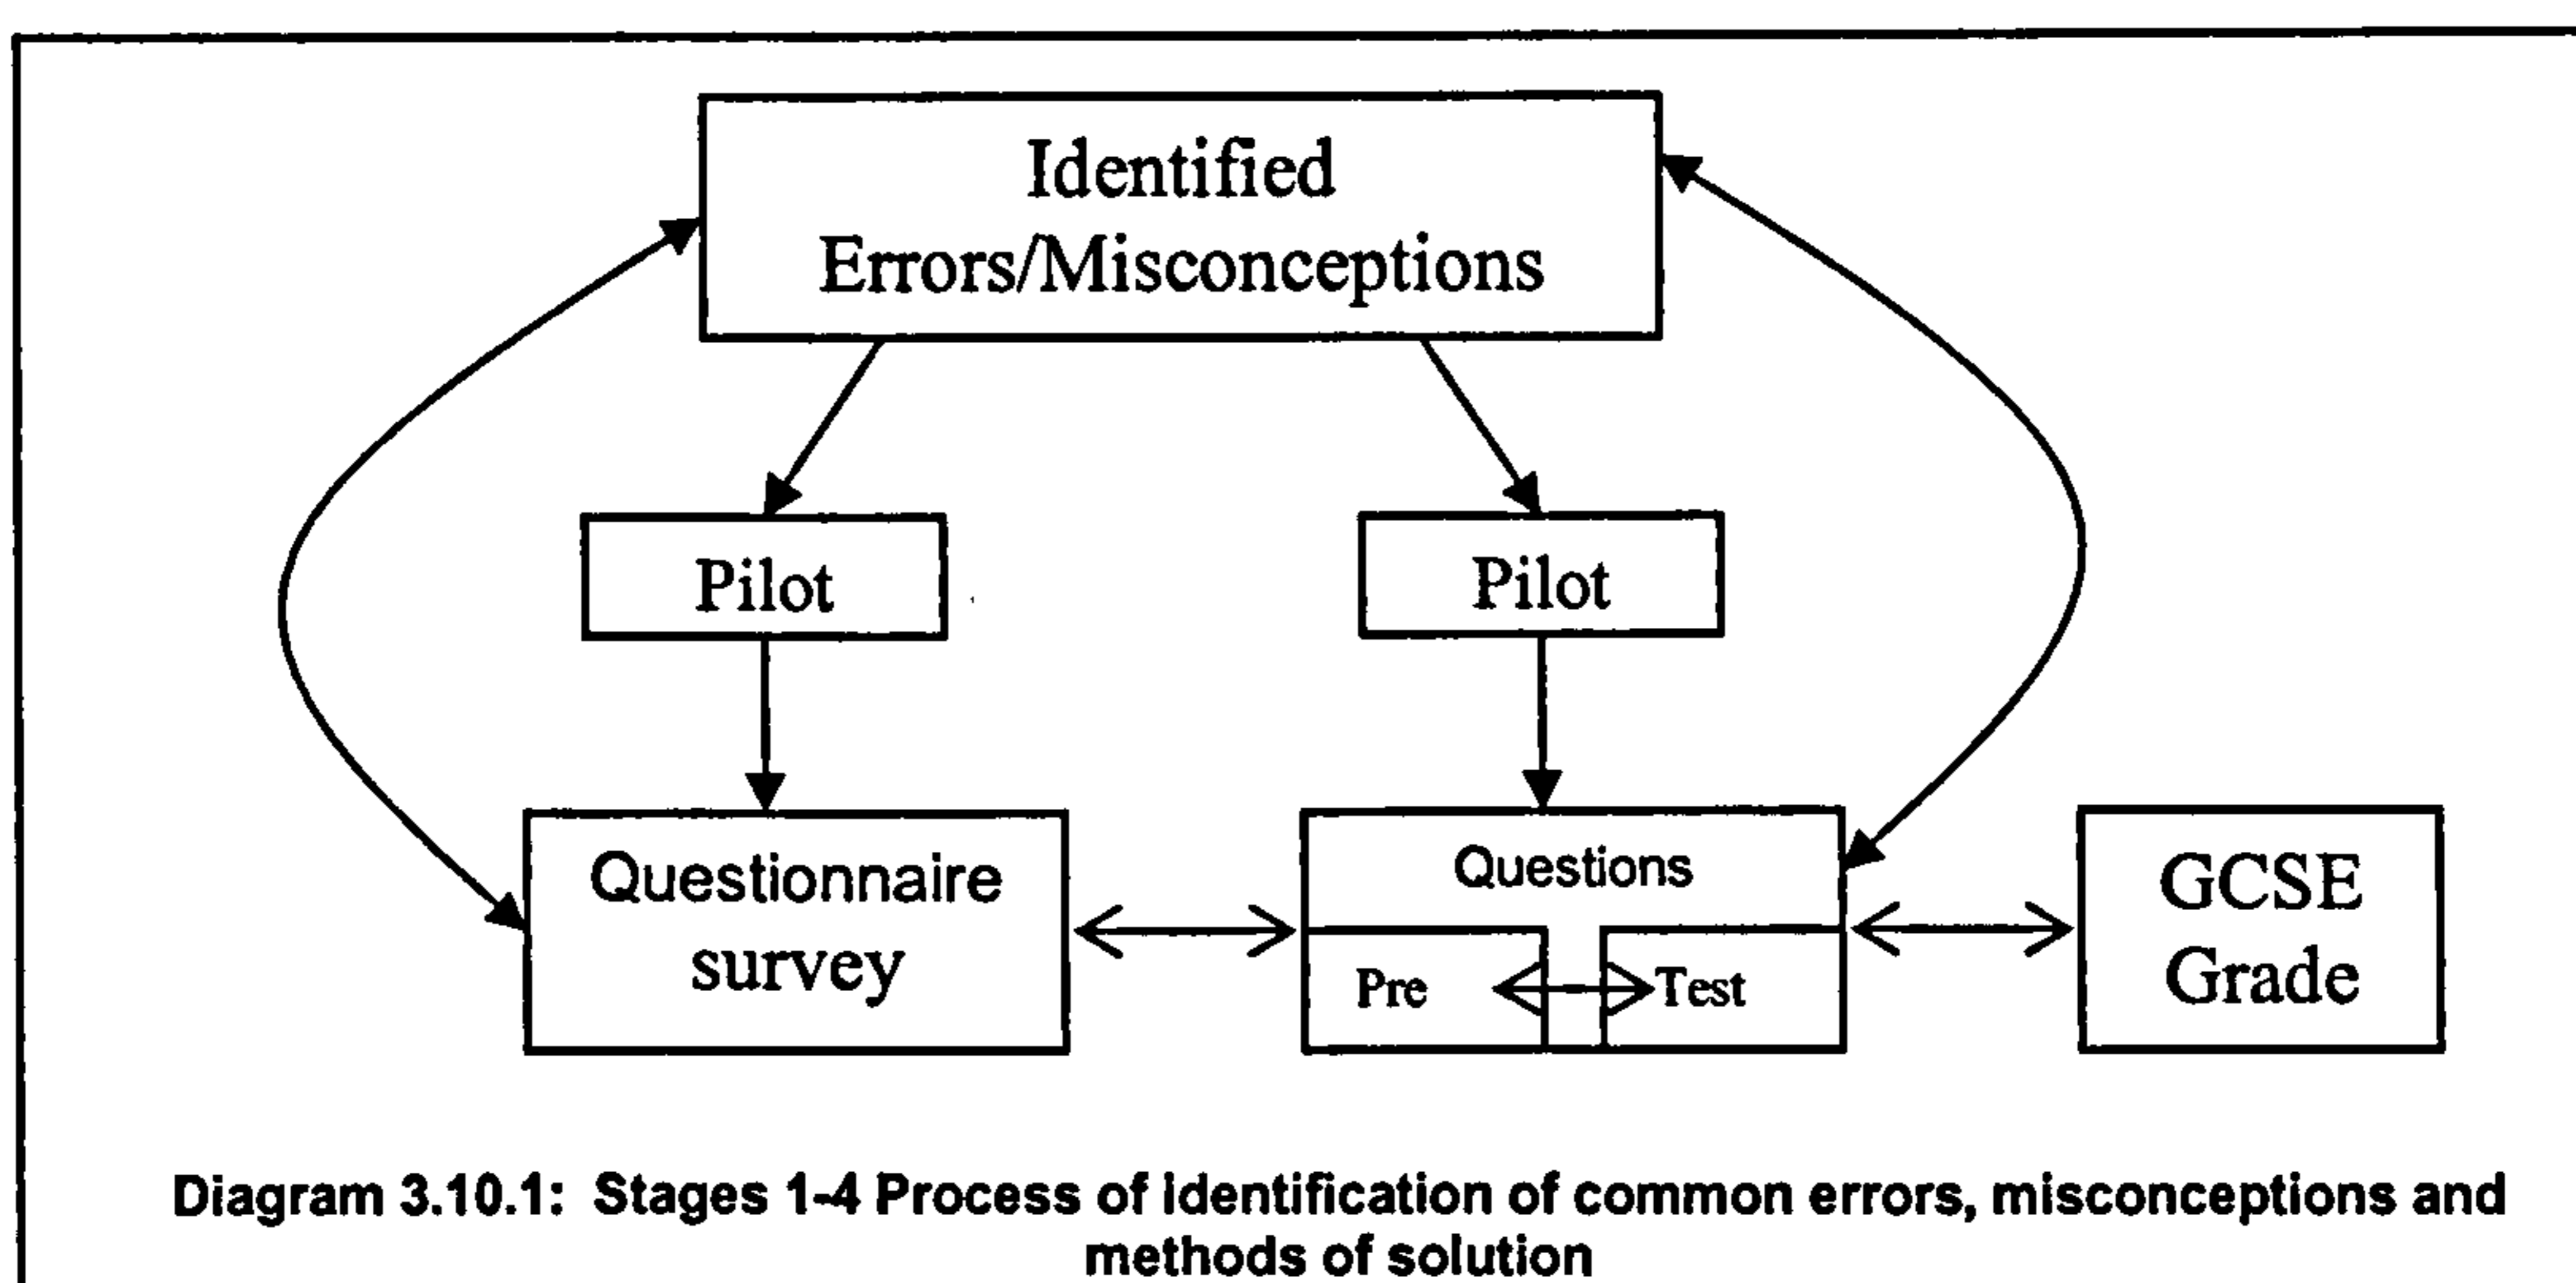 Identified
Errors/Misconceptions
Pilot
Pilot
Questionnaire
survey
Questions
Pre
Test
GCSE
Grade
Diagram 3.10.1: Stages 1-4 Process of identification of common errors, misconceptions and
methods of solution